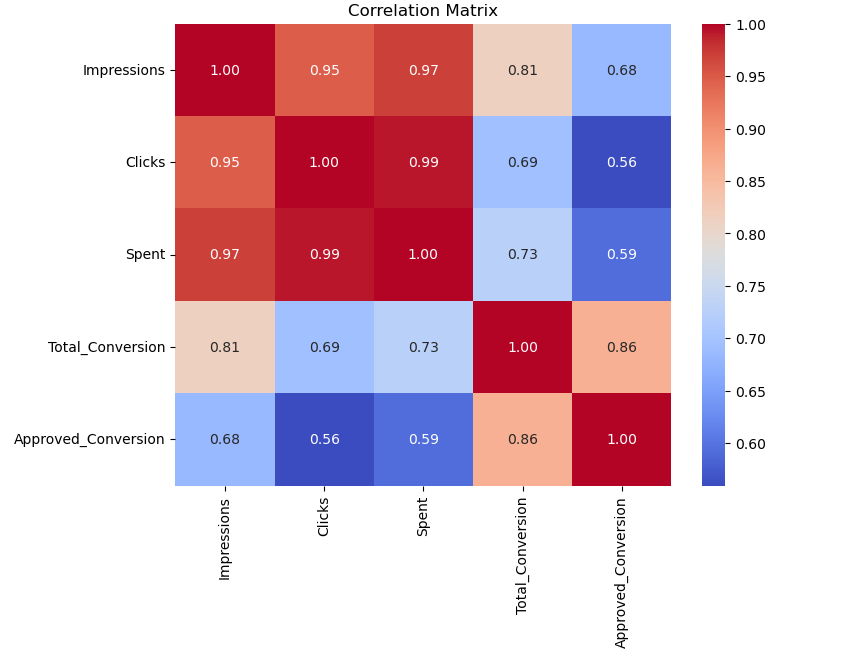 Correlation Matrix
Impressions 1.00 0.95 0.97 0.81 0.68
Clicks 0.95 1.00 0.99 0.69 0.56
Spent 0.97 0.99 1.00 0.73 0.59
Total_Conversion 0.81 0.69 0.73 1.00 0.86
Approved_Conversion 0.68 0.56 0.59 0.86 1.00
Impressions
Clicks
Spent
Total_Conversion
Approved_Conversion
1.00
0.95
0.90
0.85
0.80
0.75
0.70
0.65
0.60